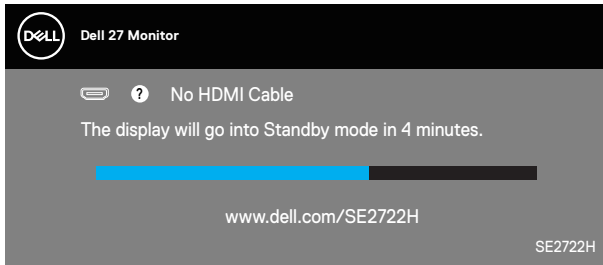 DELL
Dell 27 Monitor
? No HDMI Cable
The display will go into Standby mode in 4 minutes.
www.dell.com/SE2722H
SE2722H